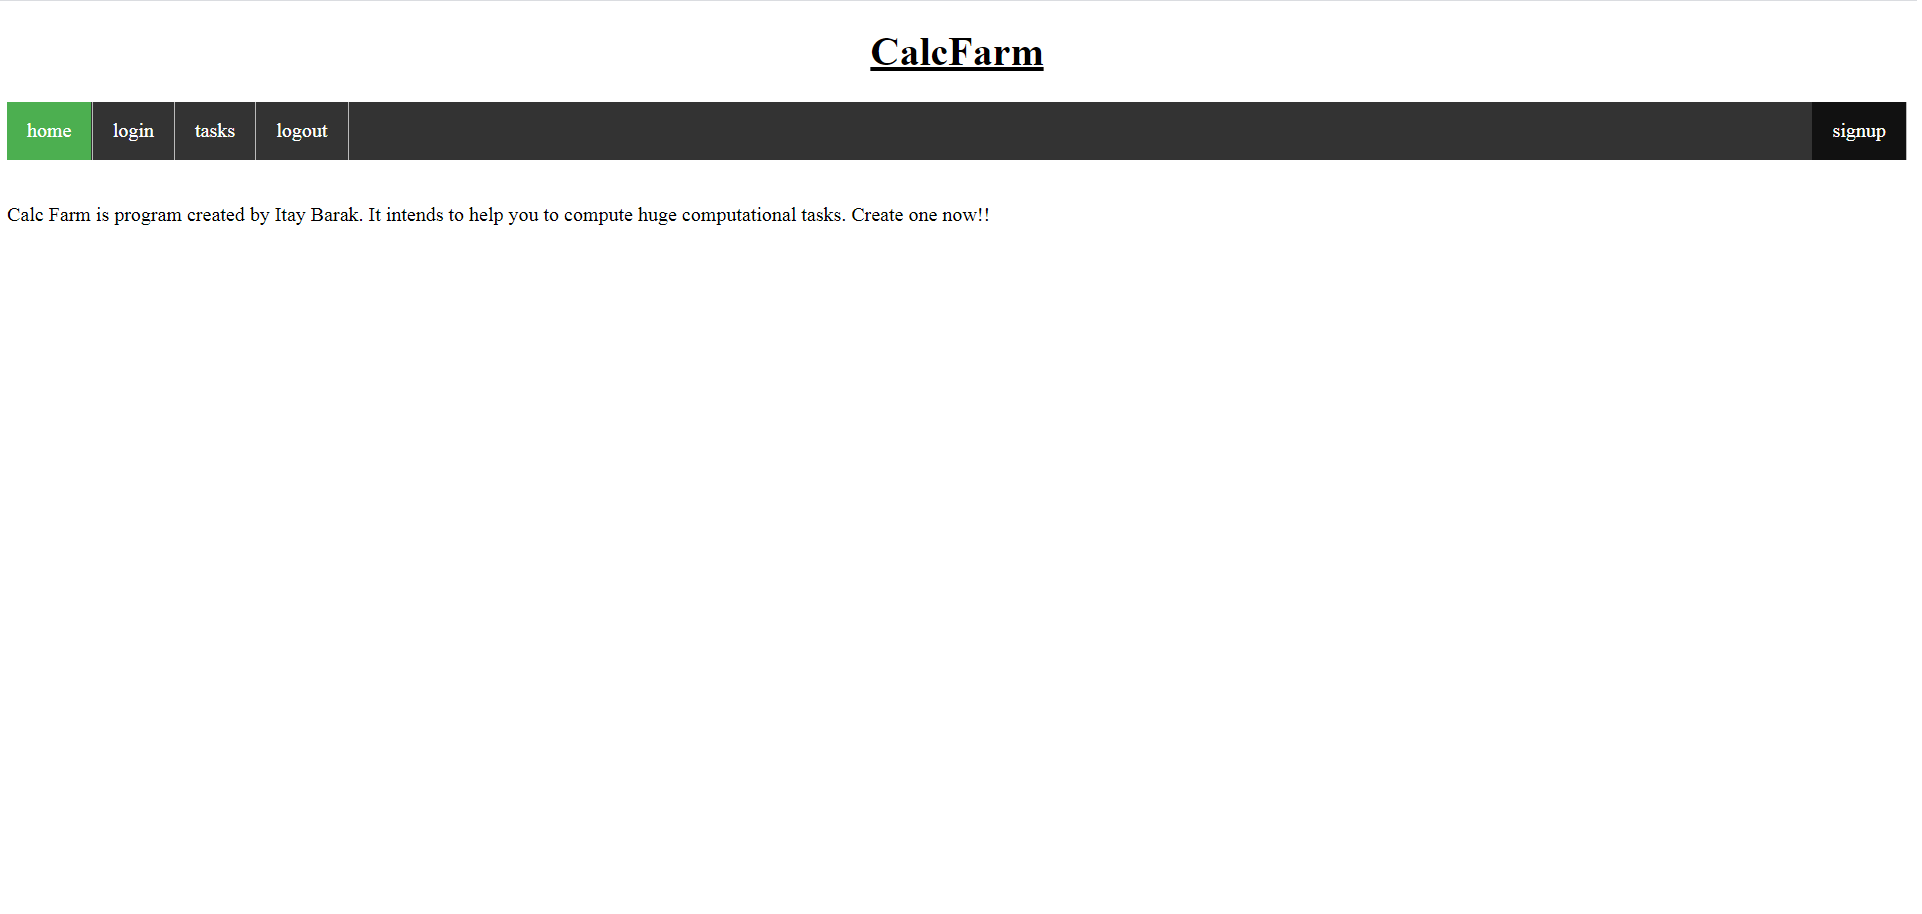 CalcFarm
home login tasks logout signup
Calc Farm is program created by Itay Barak. It intends to help you to compute huge computational tasks. Create one now!!